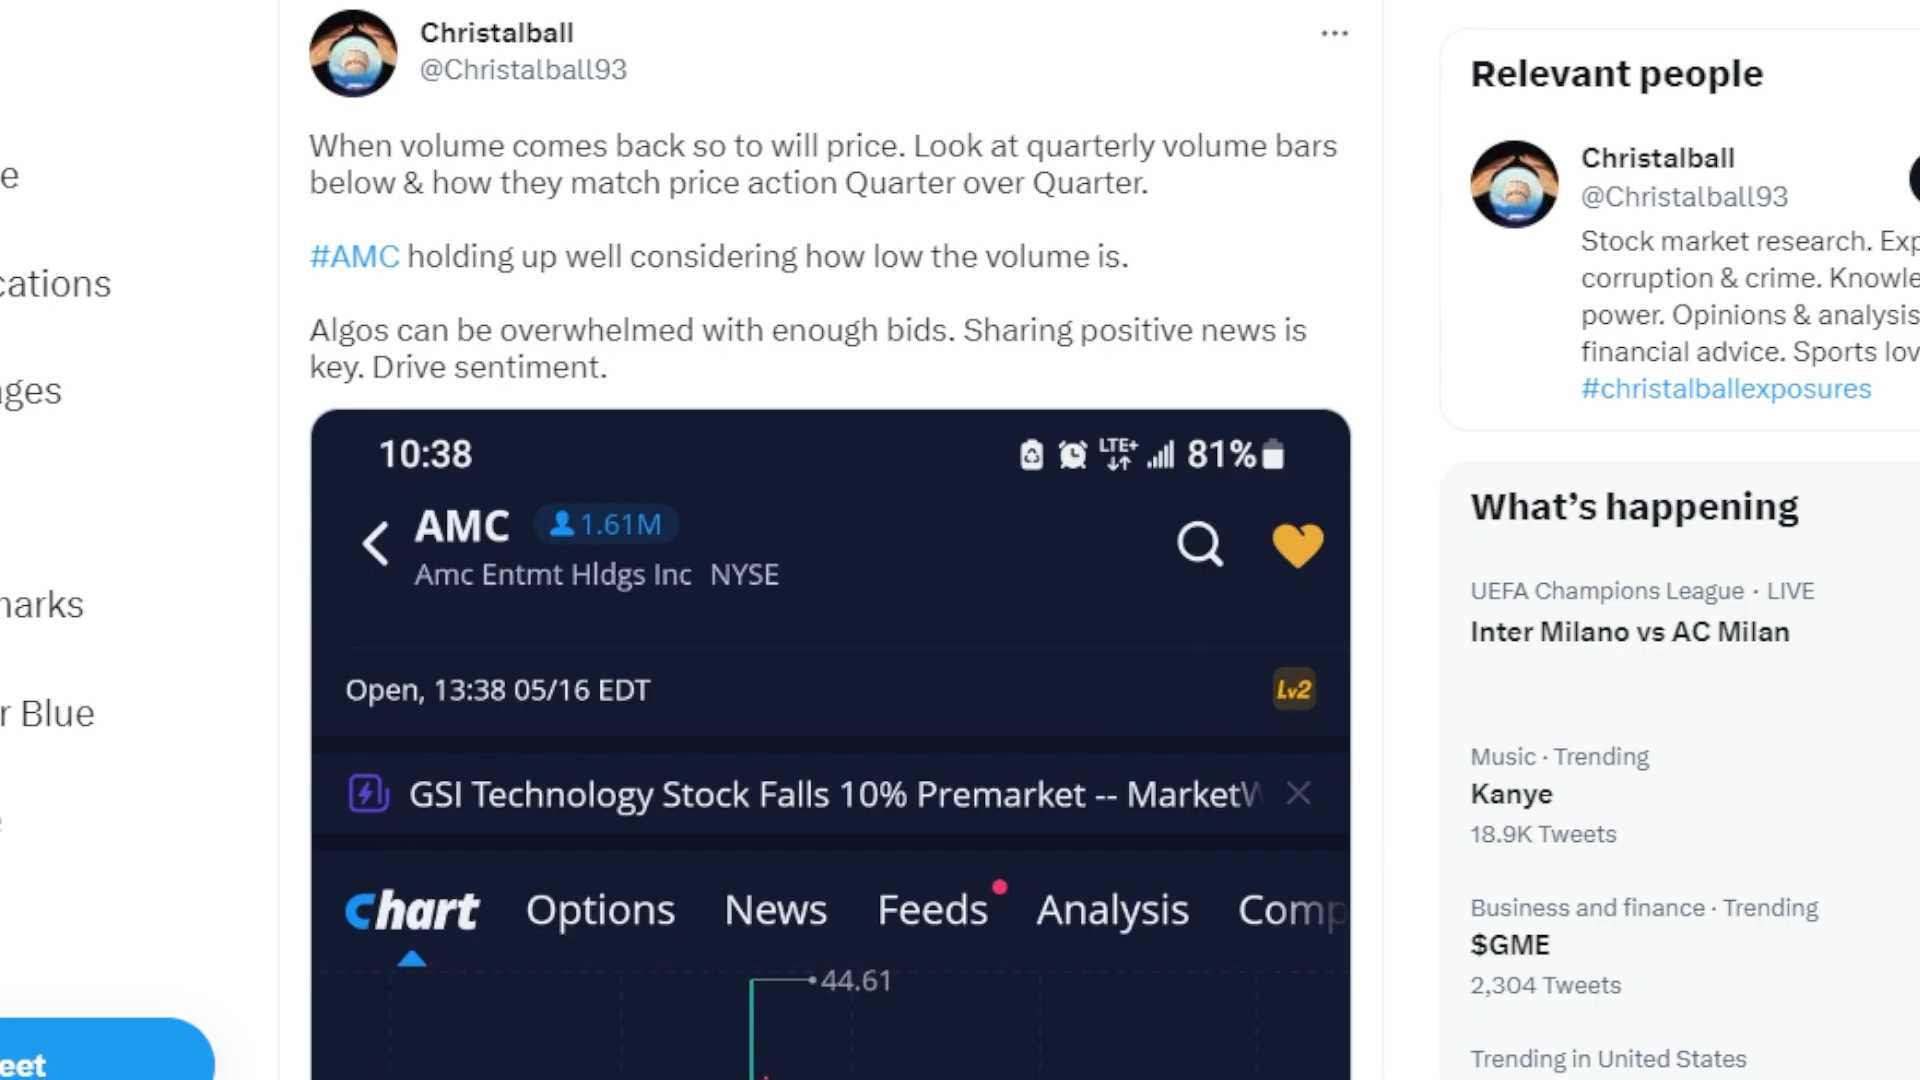 Christalball
@Christalball93
When volume comes back so to will price. Look at quarterly volume bars
below & how they match price action Quarter over Quarter.
#AMC holding up well considering how low the volume is.
Algos can be overwhelmed with enough bids. Sharing positive news is
key. Drive sentiment.
10:38
LTE+
81%
AMC
1.61M
Amc Entmt Hldgs Inc NYSE
Open, 13:38 05/16 EDT
Lv2
GSI Technology Stock Falls 10% Premarket -- MarketW
Chart Options News Feeds Analysis Comp
44.61
e
cations
ages
narks
r Blue
e
eet
Relevant people
Christalball
@Christalball93
Stock market research. Exp
corruption & crime. Knowle
power. Opinions & analysis
financial advice. Sports lov
#christalballexposures
What's happening
UEFA Champions League · LIVE
Inter Milano vs AC Milan
Music · Trending
Kanye
18.9K Tweets
Business and finance · Trending
$GME
2,304 Tweets
Trending in United States